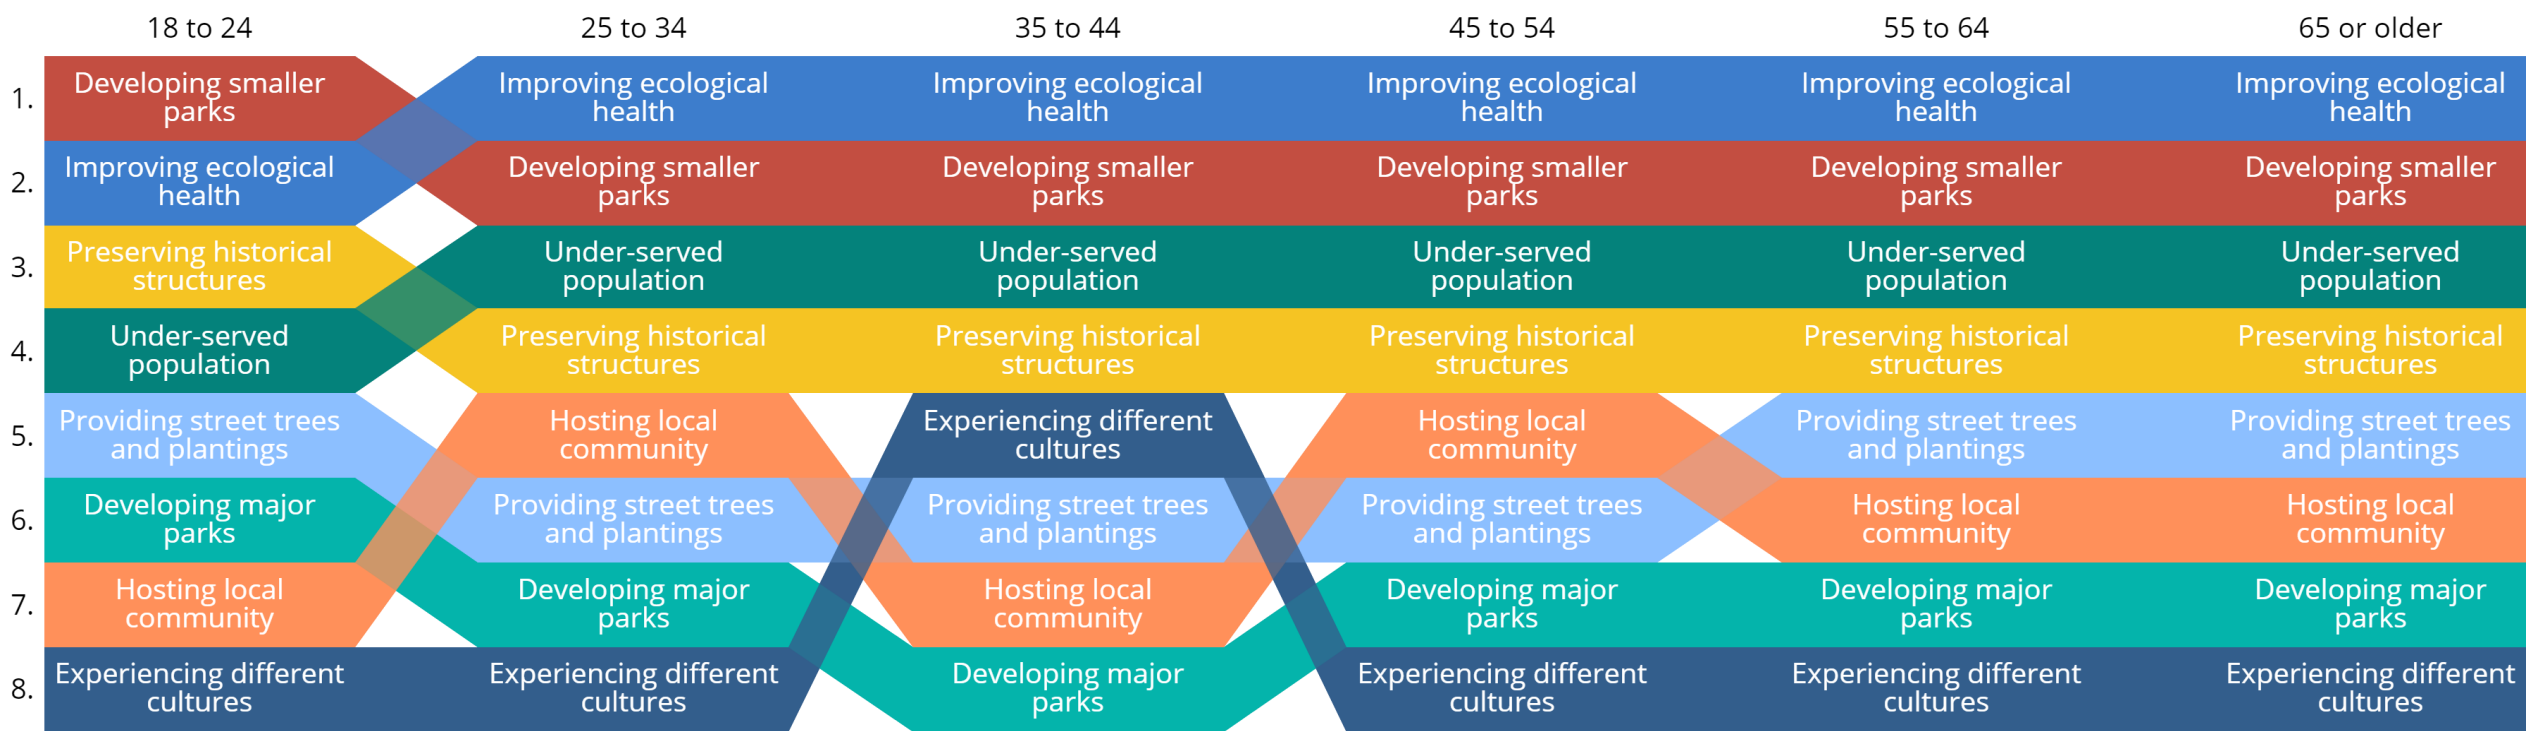 18 to 24 25 to 34 35 to 44 45 to 54 55 to 64 65 or older
1.
Developing smaller
parks
Improving ecological
health
Improving ecological
health
Improving ecological
health
Improving ecological
health
Improving ecological
health
2.
Improving ecological
health
Developing smaller
parks
Developing smaller
parks
Developing smaller
parks
Developing smaller
parks
Developing smaller
parks
3.
Preserving historical
structures
Under-served
population
Under-served
population
Under-served
population
Under-served
population
Under-served
population
4.
Under-served
population
Preserving historical
structures
Preserving historical
structures
Preserving historical
structures
Preserving historical
structures
Preserving historical
structures
5.
Providing street trees
and plantings
Hosting local
community
Experiencing different
cultures
Hosting local
community
Providing street trees
and plantings
Providing street trees
and plantings
6.
Developing major
parks
Providing street trees
and plantings
Providing street trees
and plantings
Providing street trees
and plantings
Hosting local
community
Hosting local
community
7.
Hosting local
community
Developing major
parks
Hosting local
community
Developing major
parks
Developing major
parks
Developing major
parks
8.
Experiencing different
cultures
Experiencing different
cultures
Developing major
parks
Experiencing different
cultures
Experiencing different
cultures
Experiencing different
cultures